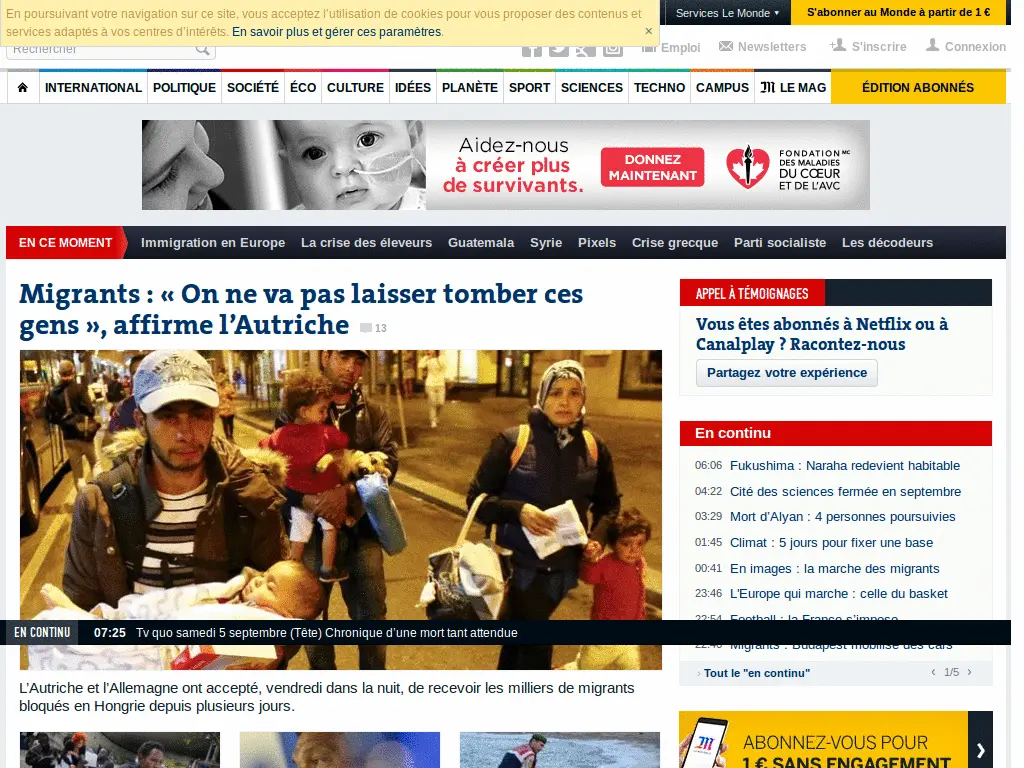 En poursuivant votre navigation sur ce site, vous acceptez l'utilisation de cookies pour vous proposer des contenus et
services adaptés à vos centres d'intérêts. En savoir plus et gérer ces paramètres.
×
Services Le Monde ▾
S'abonner au Monde à partir de 1 €
Rechercher
Emploi
Newsletters
S'inscrire
Connexion
INTERNATIONAL
POLITIQUE
SOCIÉTÉ
ÉCO
CULTURE
IDÉES
PLANÈTE
SPORT
SCIENCES
TECHNO
CAMPUS
M LE MAG
ÉDITION ABONNÉS
Aidez-nous
à créer plus
de survivants.
DONNEZ
MAINTENANT
FONDATION MC
DES MALADIES
DU CŒUR
ET DE L'AVC
EN CE MOMENT
Immigration en Europe
La crise des éleveurs
Guatemala
Syrie
Pixels
Crise grecque
Parti socialiste
Les décodeurs
Migrants : « On ne va pas laisser tomber ces
gens », affirme l'Autriche 13
APPEL À TÉMOIGNAGES
Vous êtes abonnés à Netflix ou à
Canalplay ? Racontez-nous
Partagez votre expérience
En continu
06:06 Fukushima : Naraha redevient habitable
04:22 Cité des sciences fermée en septembre
03:29 Mort d'Alyan : 4 personnes poursuivies
01:45 Climat : 5 jours pour fixer une base
00:41 En images : la marche des migrants
23:46 L'Europe qui marche : celle du basket
22:54 Football : la France s'impose
EN CONTINU 07:25 Tv quo samedi 5 septembre (Tête) Chronique d'une mort tant attendue
Migrants : Budapest mobilise des cars
› Tout le "en continu"
‹ 1/5 ›
L'Autriche et l'Allemagne ont accepté, vendredi dans la nuit, de recevoir les milliers de migrants
bloqués en Hongrie depuis plusieurs jours.
ABONNEZ-VOUS POUR
1 € SANS ENGAGEMENT